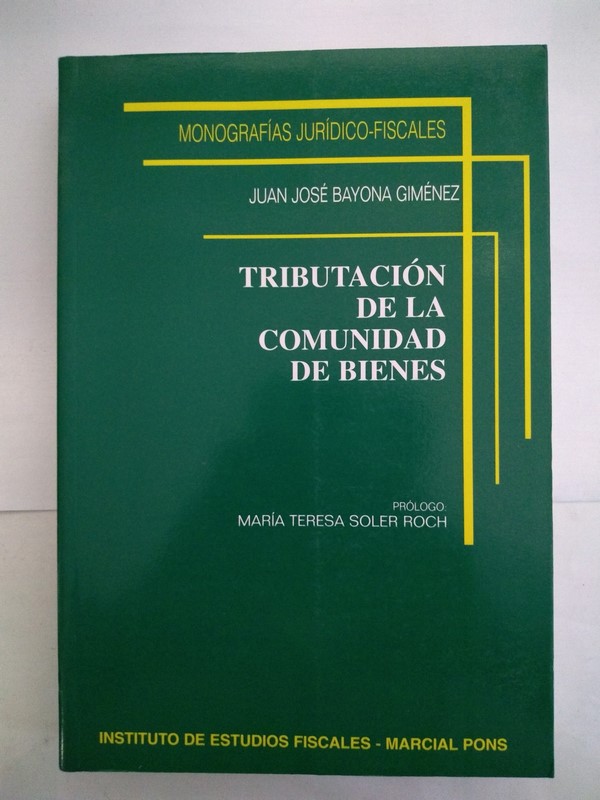 MONOGRAFÍAS JURÍDICO-FISCALES
JUAN JOSÉ BAYONA GIMÉNEZ
TRIBUTACIÓN
DE LA
COMUNIDAD
DE BIENES
PRÓLOGO:
MARÍA TERESA SOLER ROCH
INSTITUTO DE ESTUDIOS FISCALES - MARCIAL PONS